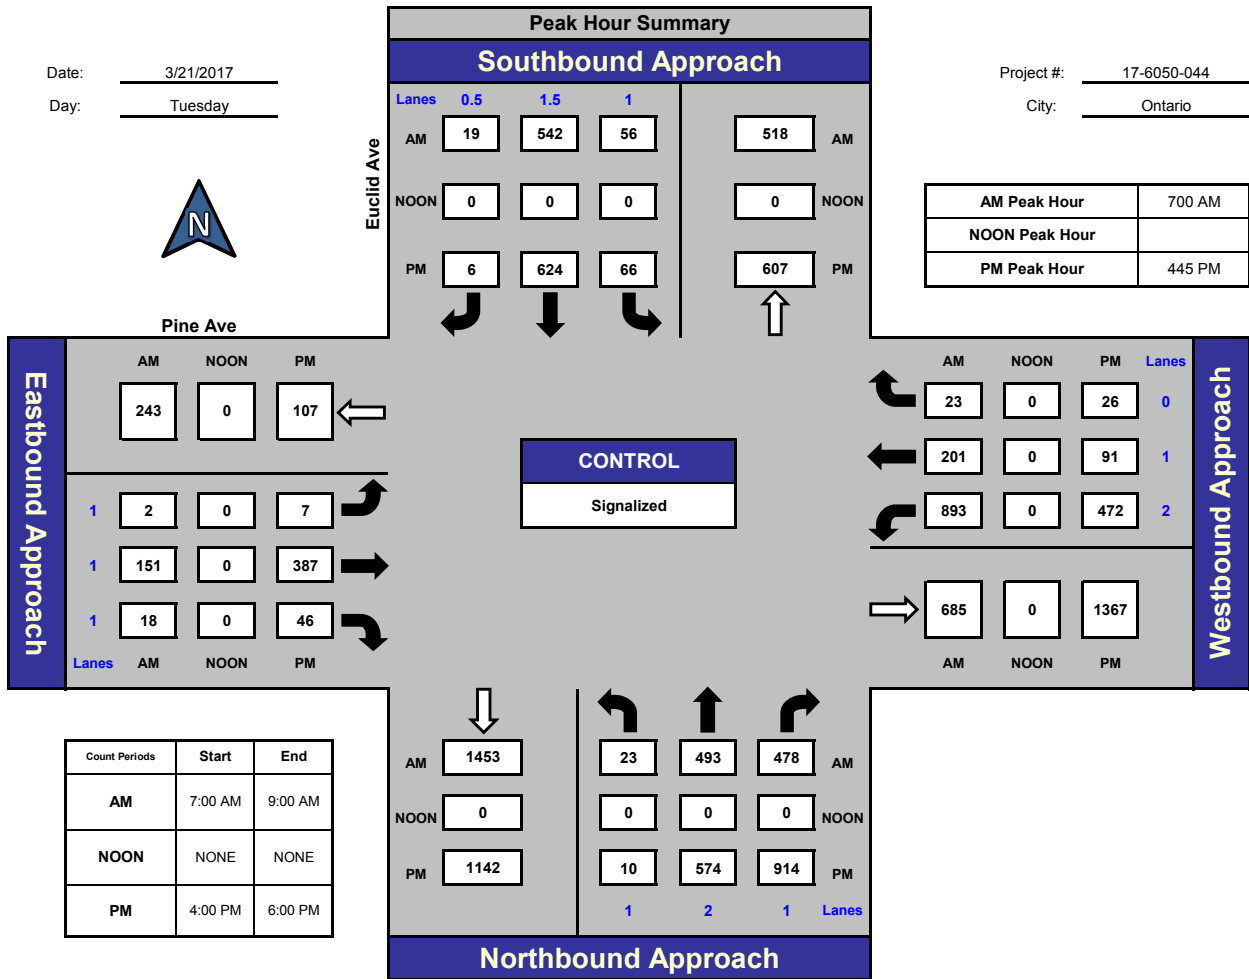 Peak Hour Summary
Southbound Approach
Date: 3/21/2017
Day: Tuesday
Project #: 17-6050-044
City: Ontario
N
Euclid Ave
Lanes 0.5 1.5 1
AM 19 542 56 518 AM
NOON 0 0 0 0 NOON
PM 6 624 66 607 PM
AM Peak Hour 700 AM
NOON Peak Hour
PM Peak Hour 445 PM
Pine Ave
Eastbound Approach
AM NOON PM
243 0 107
1 2 0 7
1 151 0 387
1 18 0 46
Lanes AM NOON PM
CONTROL
Signalized
AM NOON PM Lanes
23 0 26 0
201 0 91 1
893 0 472 2
685 0 1367
AM NOON PM
Westbound Approach
Count Periods Start End
AM 7:00 AM 9:00 AM
NOON NONE NONE
PM 4:00 PM 6:00 PM
AM 1453 23 493 478 AM
NOON 0 0 0 0 NOON
PM 1142 10 574 914 PM
1 2 1 Lanes
Northbound Approach